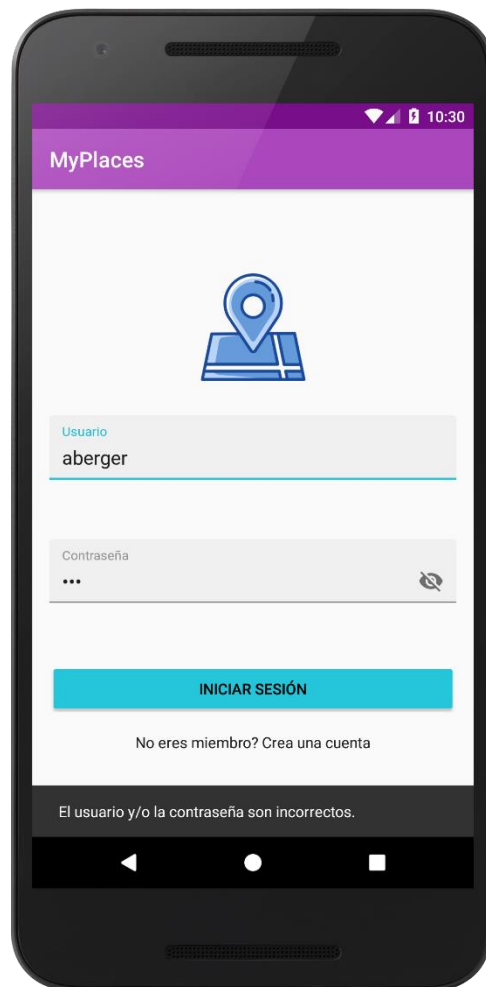 10:30
MyPlaces
Usuario
aberger
Contraseña
•••
INICIAR SESIÓN
No eres miembro? Crea una cuenta
El usuario y/o la contraseña son incorrectos.